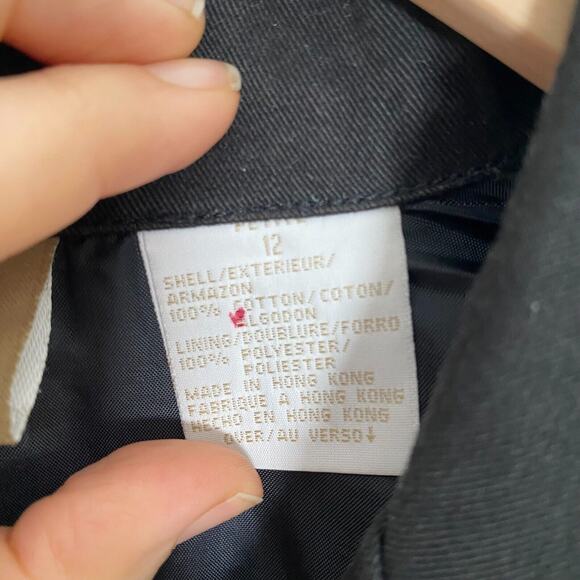 PETITE
12
SHELL/EXTERIEUR/
ARMAZON
100% COTTON/COTON/
ALGODON
LINING/DOUBLURE/FORRO
100% POLYESTER/
POLIESTER
MADE IN HONG KONG
FABRIQUE A HONG KONG
HECHO EN HONG KONG
OVER/AU VERSO↓